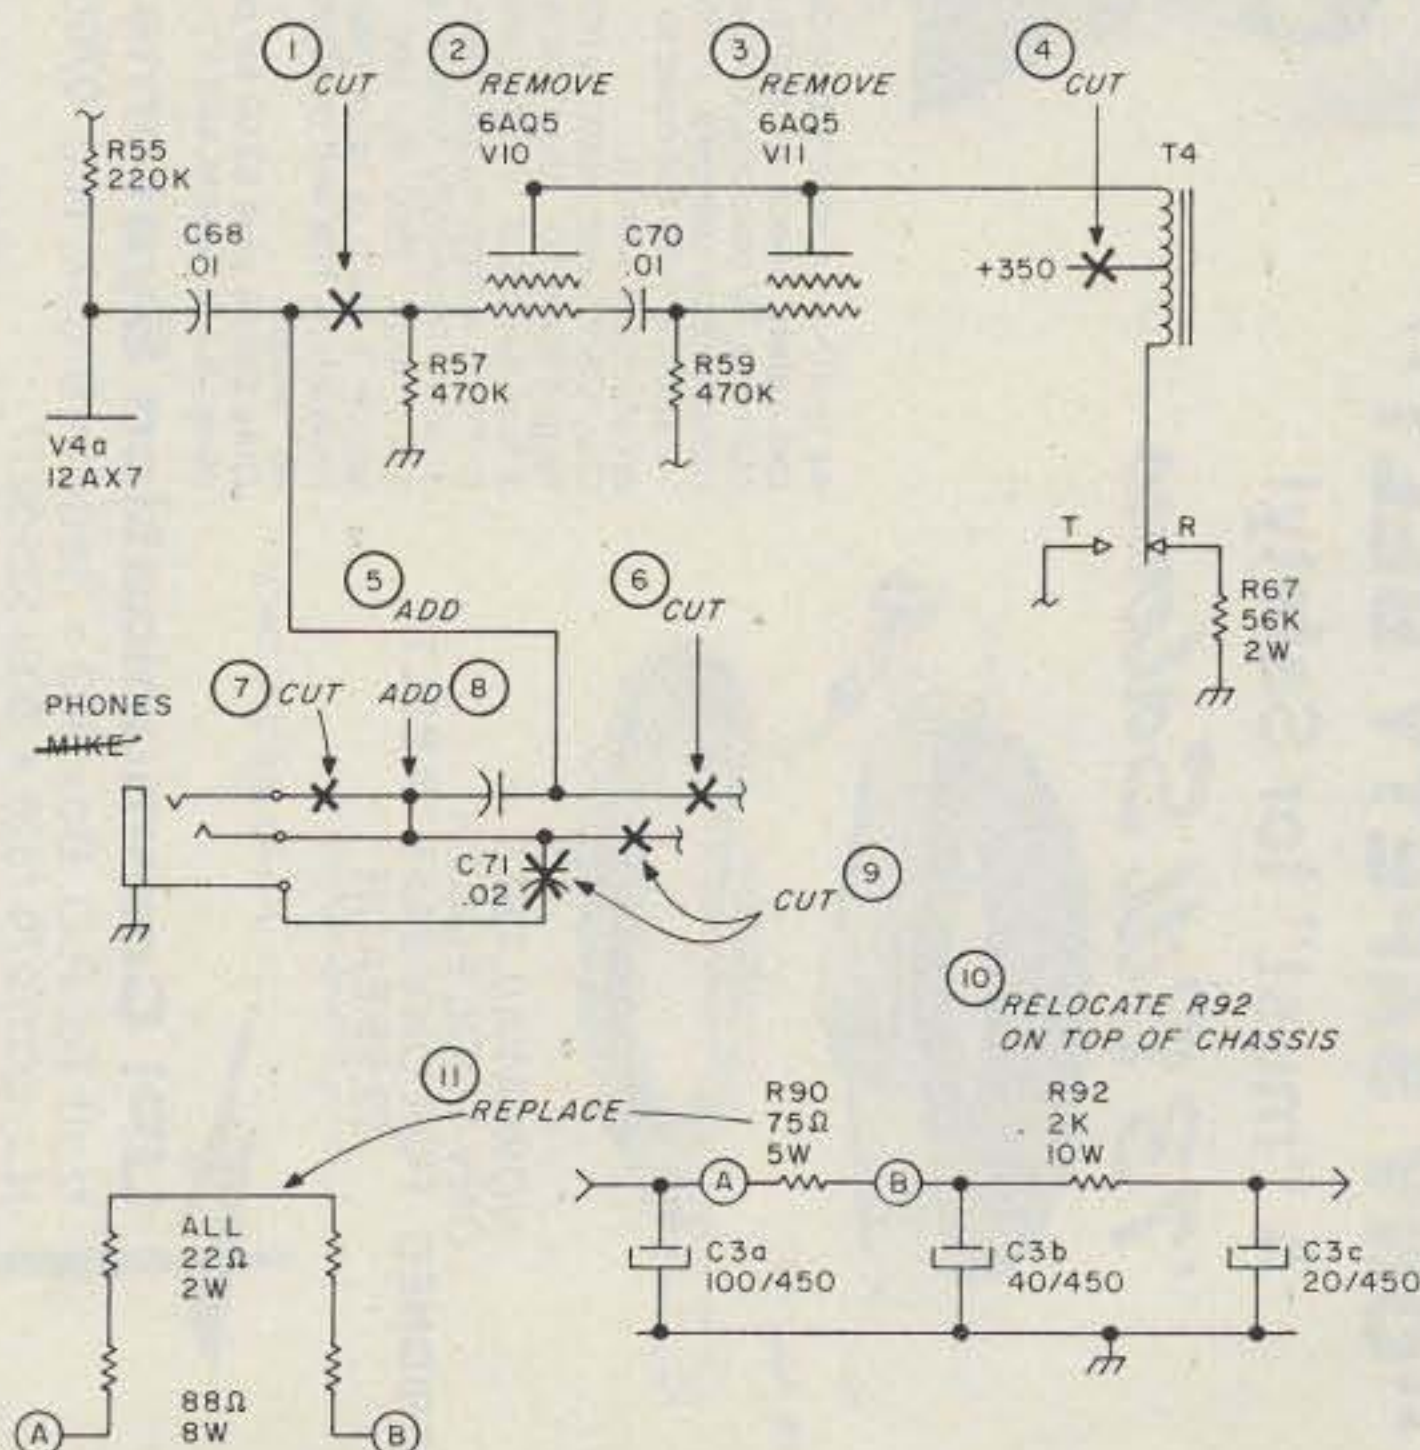 1
CUT
2
REMOVE
6AQ5
V10
3
REMOVE
6AQ5
V11
4
CUT
R55
220K
T4
C68
.01
C70
.01
+350
R57
470K
R59
470K
V4a
12AX7
T
R
5
ADD
6
CUT
R67
56K
2W
7
CUT
ADD
8
PHONES
MIKE
C71
.02
CUT
9
10
RELOCATE R92
ON TOP OF CHASSIS
11
REPLACE
R90
75Ω
5W
R92
2K
10W
A
B
ALL
22Ω
2W
C3a
100/450
C3b
40/450
C3c
20/450
88Ω
8W
A
B